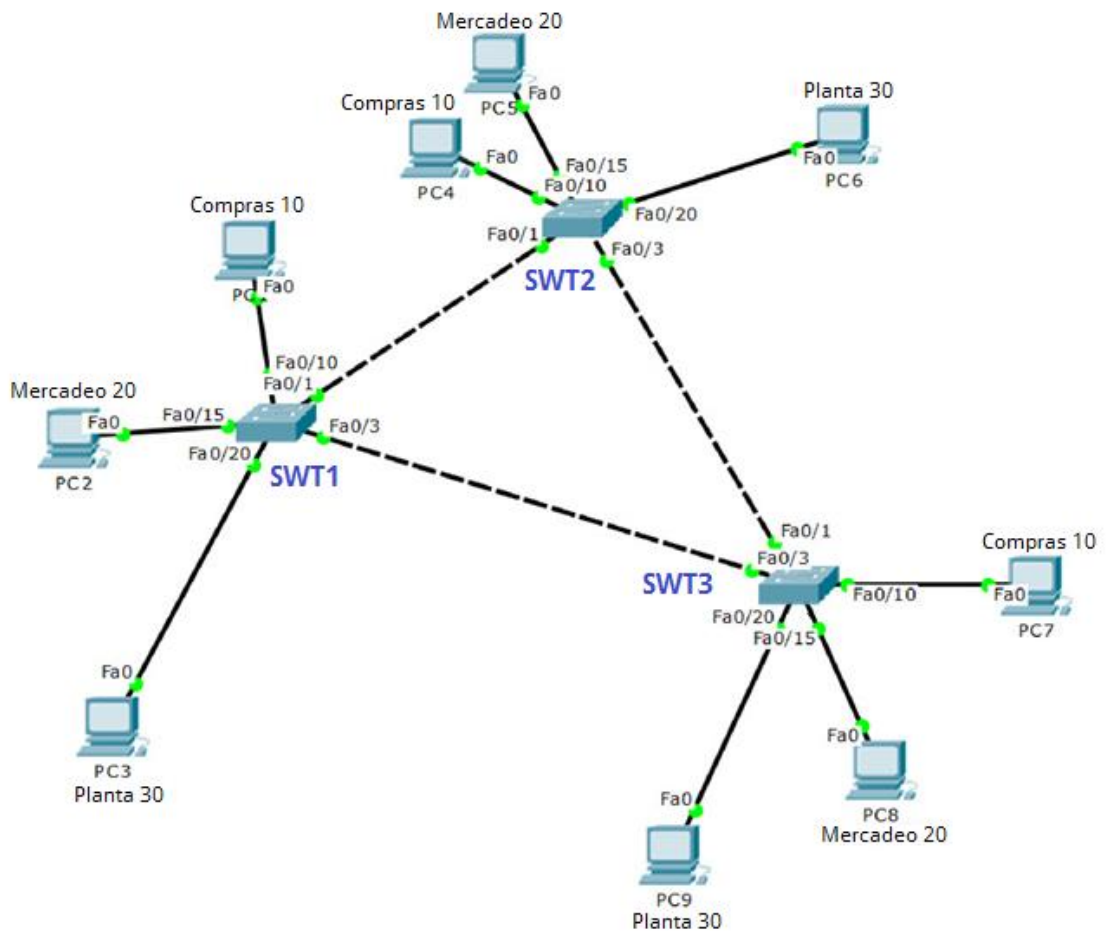 Mercadeo 20
Fa0
PC5
Compras 10
Fa0
PC4
Fa0/15
Fa0/10
Planta 30
Fa0
PC6
Fa0/20
Fa0/1
Fa0/3
SWT2
Compras 10
Fa0
Fa0/10
Fa0/1
Mercadeo 20
Fa0
Fa0/15
Fa0/3
PC2
Fa0/20
SWT1
Fa0/1
Fa0/3
SWT3
Compras 10
Fa0/10
Fa0
PC7
Fa0/20
Fa0/15
Fa0
PC3
Planta 30
Fa0
PC8
Mercadeo 20
Fa0
PC9
Planta 30